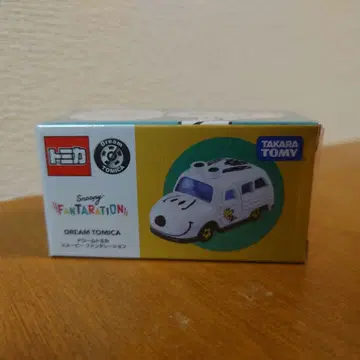 トミカ
Dream TOMICA
TAKARA TOMY
Snoopy
FANTARATION
DREAM TOMICA
ドリームトミカ
スヌーピー ファンタレーション